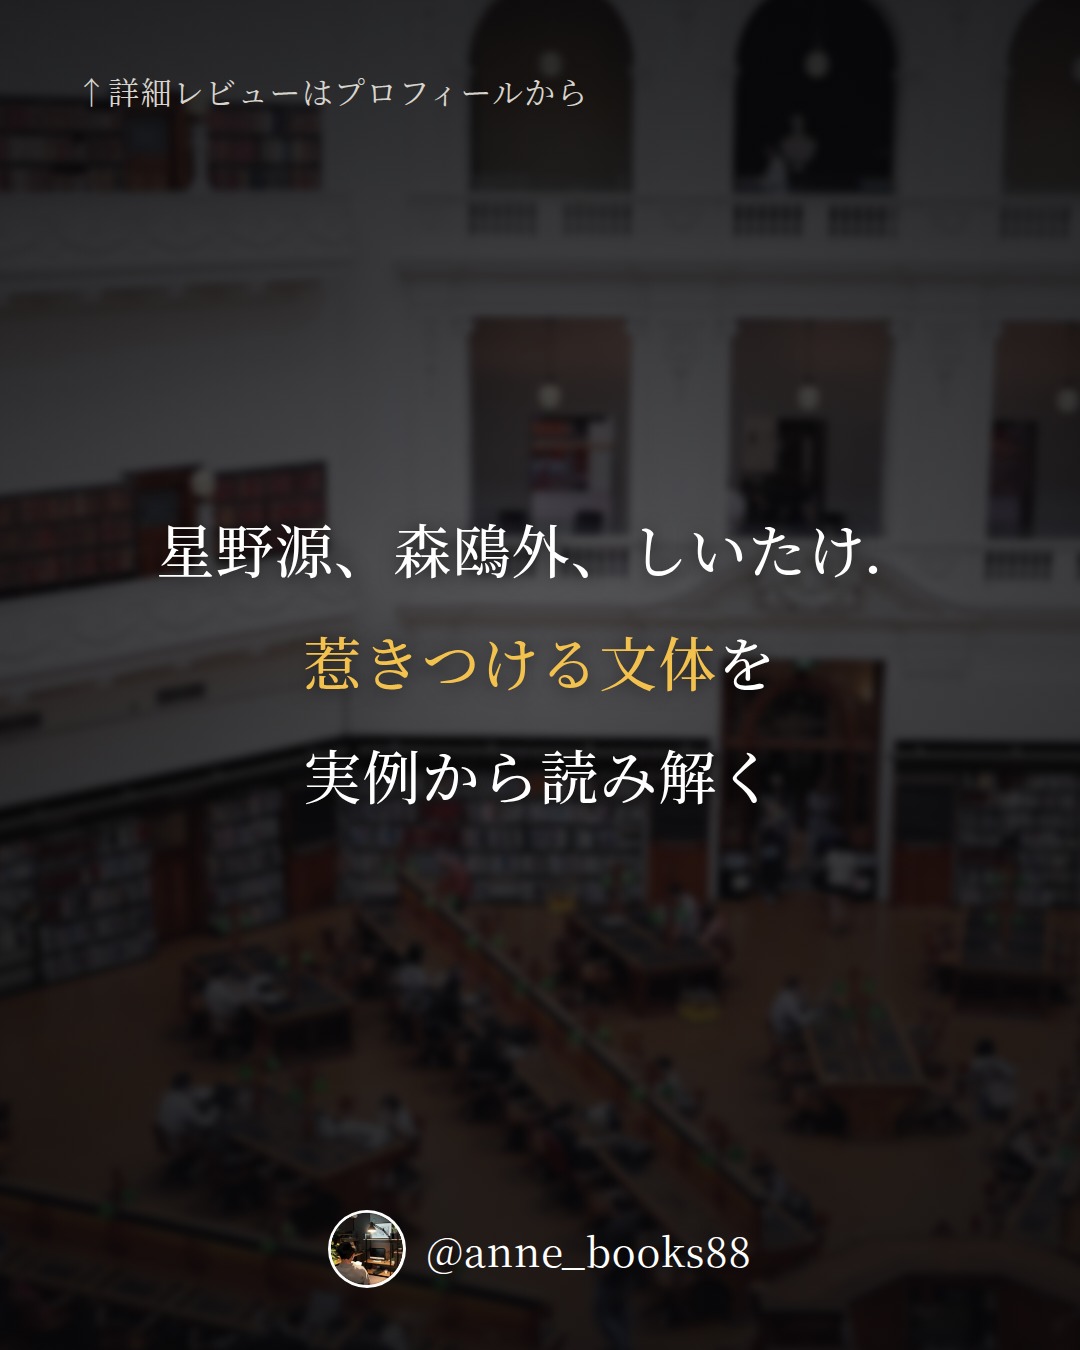 ↑詳細レビューはプロフィールから
星野源、森鴎外、しいたけ.
惹きつける文体を
実例から読み解く
@anne_books88